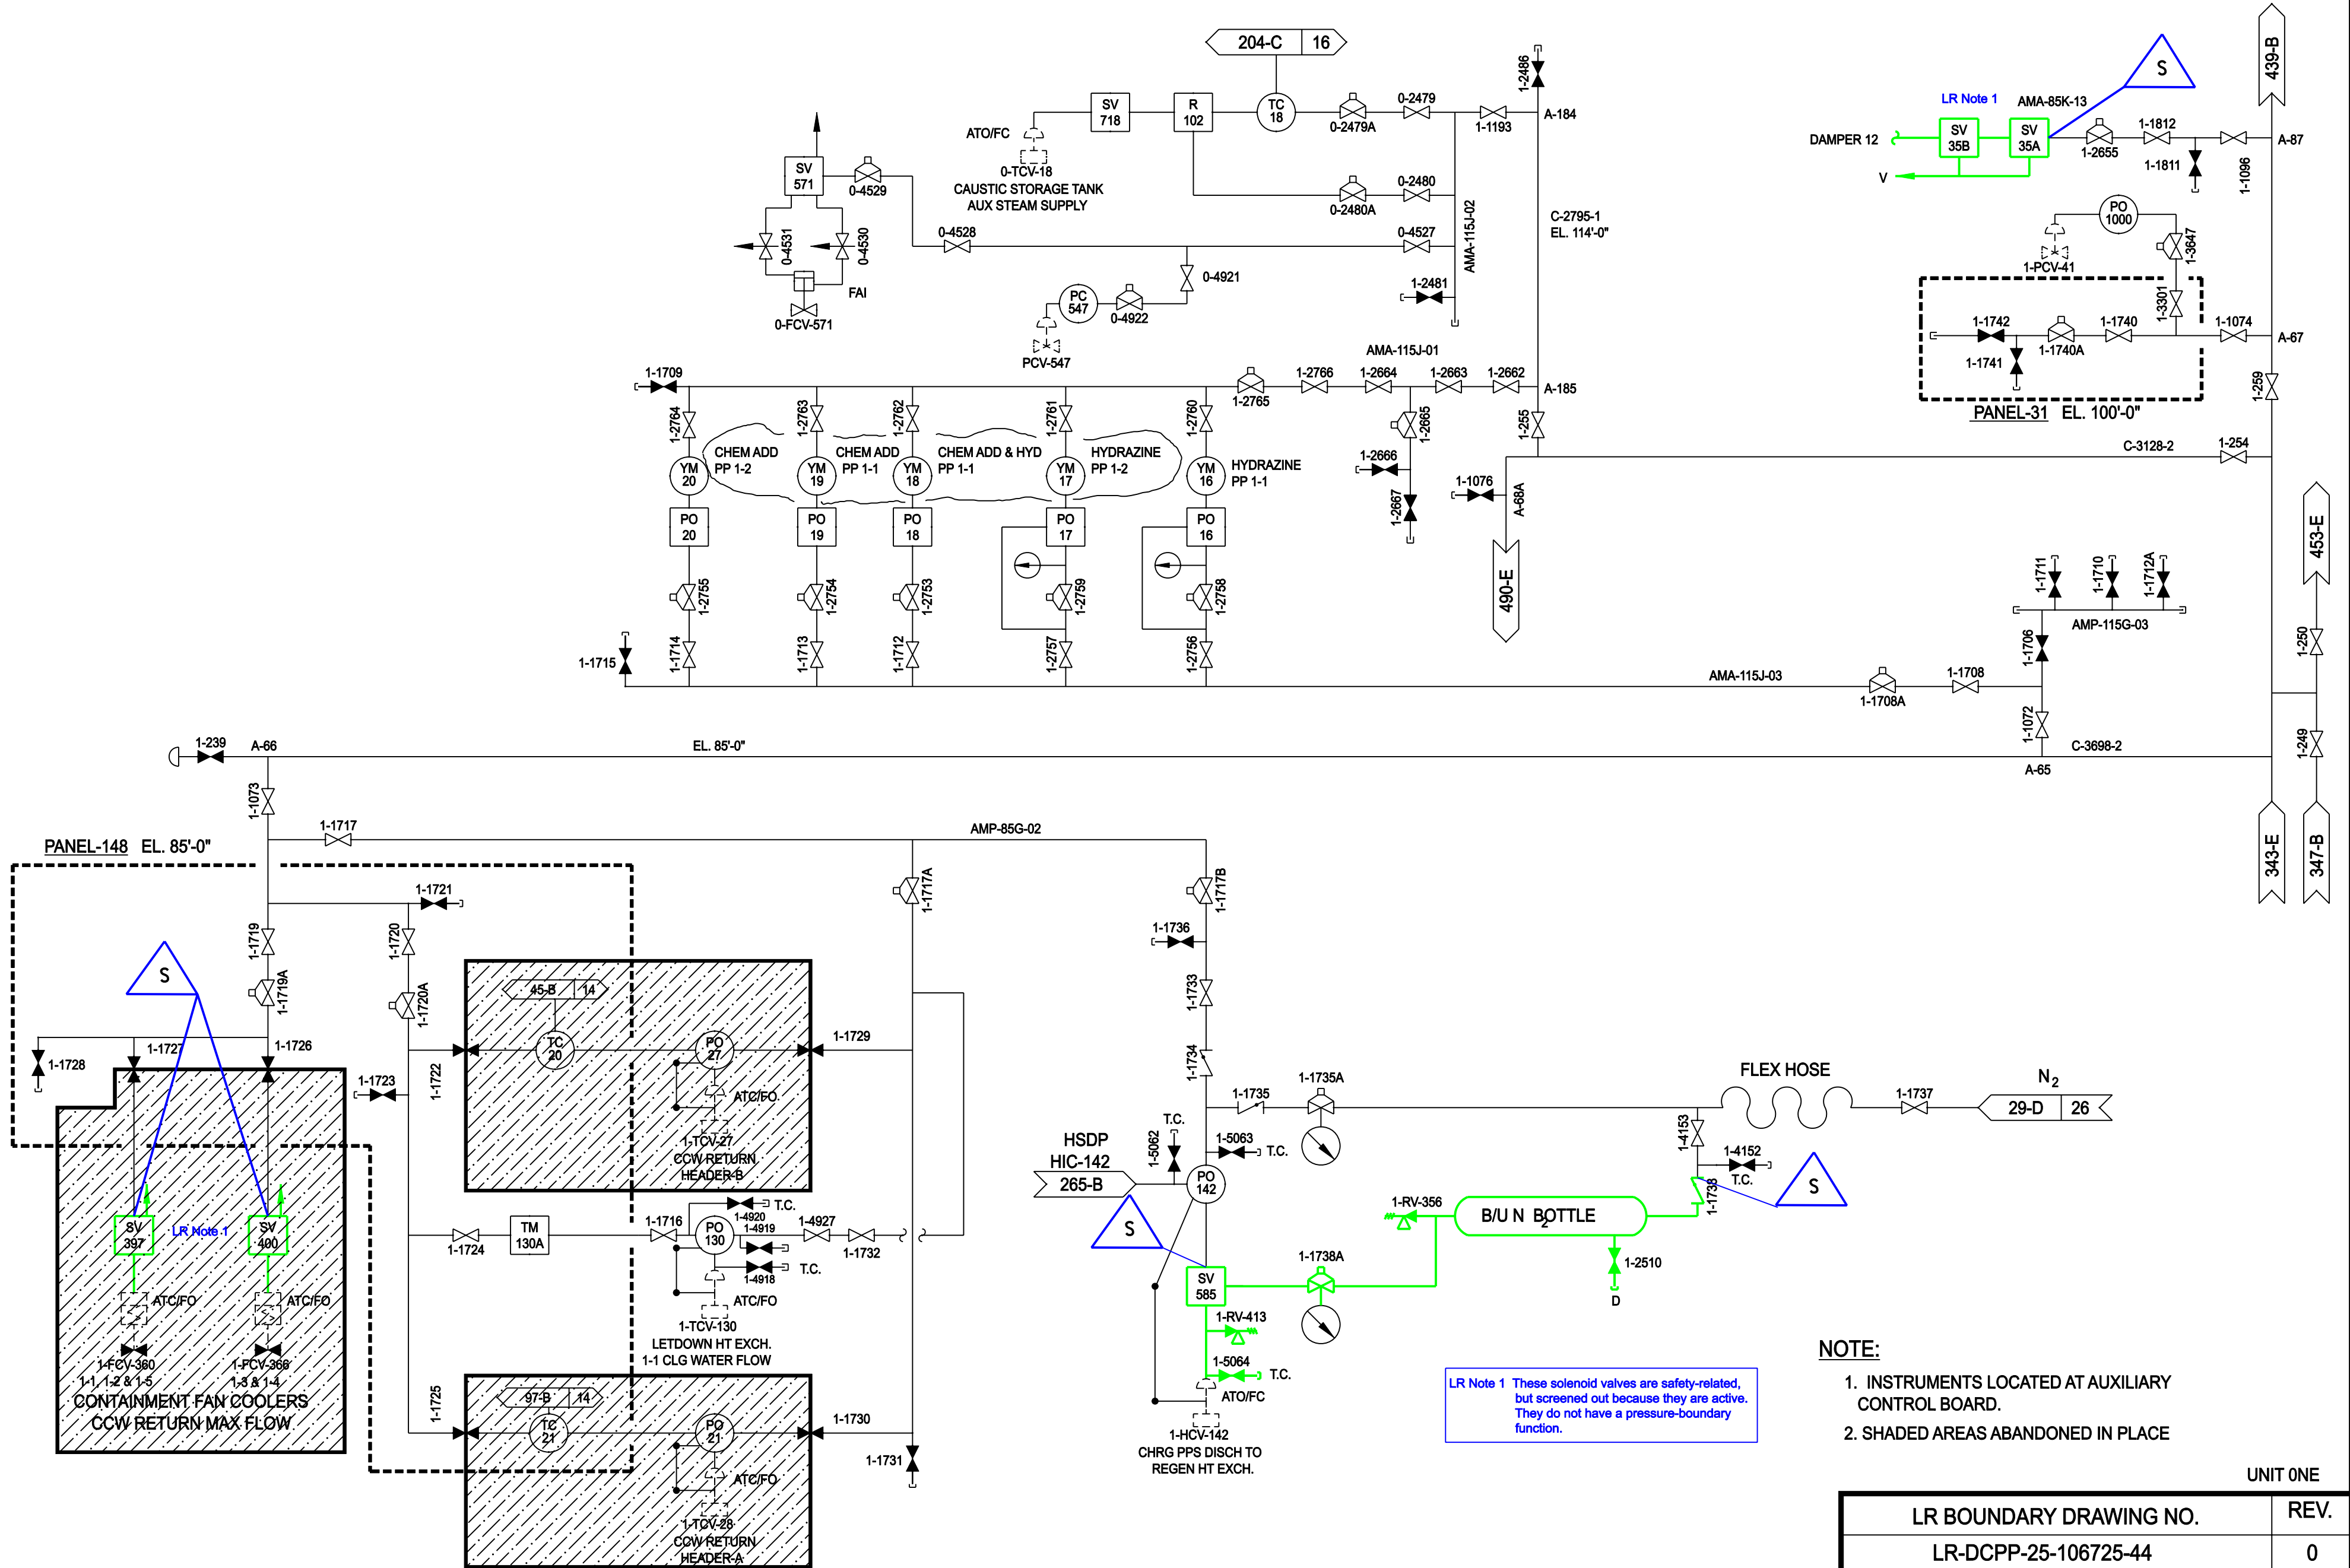 204-C 16
1-2486
439-B
S
LR Note 1
AMA-85K-13
SV
718
R
102
TC
18
0-2479
0-2479A
1-1193
A-184
ATO/FC
0-TCV-18
CAUSTIC STORAGE TANK
AUX STEAM SUPPLY
DAMPER 12
SV
35B
SV
35A
1-2655
1-1812
1-1811
1-1096
A-87
V
SV
571
0-4529
0-2480
0-2480A
AMA-115J-02
C-2795-1
EL. 114'-0"
PO
1000
1-3647
1-PCV-41
0-4531
0-4530
FAI
0-FCV-571
0-4528
0-4527
0-4921
PC
547
0-4922
PCV-547
1-2481
1-3301
1-1742
1-1741
1-1740A
1-1740
1-1074
A-67
PANEL-31 EL. 100'-0"
1-259
1-1709
AMA-115J-01
1-2765
1-2766
1-2664
1-2663
1-2662
A-185
1-2764
1-2763
1-2762
1-2761
1-2760
1-2665
1-255
C-3128-2
1-254
CHEM ADD
PP 1-2
CHEM ADD
PP 1-1
CHEM ADD & HYD
PP 1-1
HYDRAZINE
PP 1-2
HYDRAZINE
PP 1-1
YM
20
YM
19
YM
18
YM
17
YM
16
1-2666
1-2667
1-1076
A-68A
490-E
453-E
PO
20
PO
19
PO
18
PO
17
PO
16
1-2755
1-2754
1-2753
1-2759
1-2758
1-1715
1-1714
1-1713
1-1712
1-2757
1-2756
1-1711
1-1710
1-1712A
AMP-115G-03
1-1706
1-250
AMA-115J-03
1-1708A
1-1708
1-1072
1-249
1-239
A-66
EL. 85'-0"
C-3698-2
A-65
1-1073
1-1717
AMP-85G-02
343-E
347-B
PANEL-148 EL. 85'-0"
1-1721
1-1717A
1-1717B
1-1719
1-1720
1-1736
S
1-1719A
1-1720A
1-1733
45-B 14
TC
20
PO
27
1-1729
1-1728
1-1727
1-1726
1-1723
1-1722
ATC/FO
1-TCV-27
CCW RETURN
HEADER-B
1-1734
1-1735
1-1735A
FLEX HOSE
1-1737
N2
29-D 26
T.C.
1-5062
1-5063
T.C.
HSDP
HIC-142
265-B
PO
142
1-4153
1-4152
T.C.
1-1738
S
SV
397
LR Note 1
SV
400
T.C.
1-4920
1-4919
1-1724
TM
130A
1-1716
PO
130
1-4927
1-1732
1-4918
T.C.
ATC/FO
1-TCV-130
LETDOWN HT EXCH.
1-1 CLG WATER FLOW
S
SV
585
1-1738A
1-RV-356
B/U N2 BOTTLE
1-2510
D
1-RV-413
1-5064
T.C.
ATO/FC
1-HCV-142
CHRG PPS DISCH TO
REGEN HT EXCH.
ATC/FO
ATC/FO
1-FCV-360
1-1, 1-2 & 1-5
1-FCV-366
1-3 & 1-4
CONTAINMENT FAN COOLERS
CCW RETURN MAX FLOW
1-1725
97-B 14
TC
21
PO
21
1-1730
1-1731
ATC/FO
1-TCV-28
CCW RETURN
HEADER-A
LR Note 1 These solenoid valves are safety-related,
but screened out because they are active.
They do not have a pressure-boundary
function.
NOTE:
1. INSTRUMENTS LOCATED AT AUXILIARY
CONTROL BOARD.
2. SHADED AREAS ABANDONED IN PLACE
UNIT ONE
LR BOUNDARY DRAWING NO. REV.
LR-DCPP-25-106725-44 0